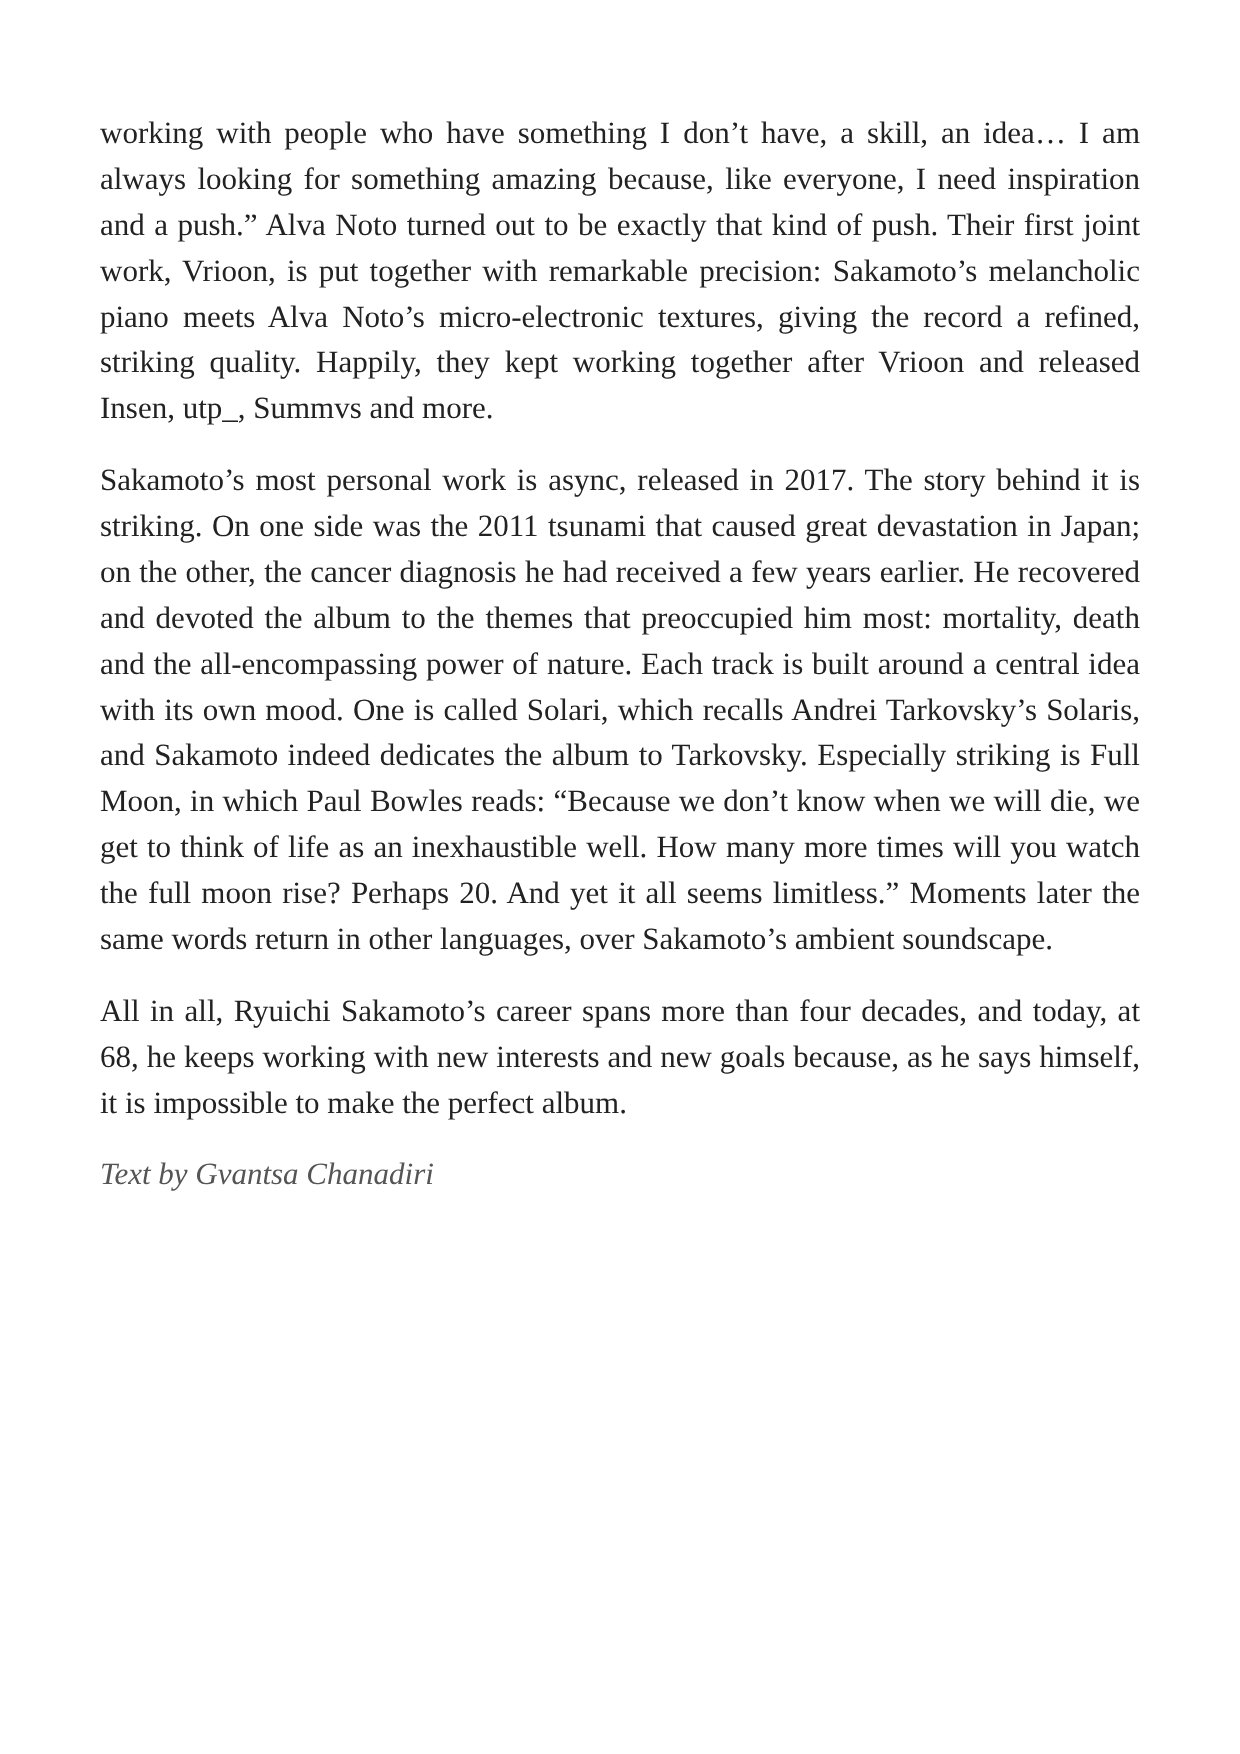 working with people who have something I don’t have, a skill, an idea… I am
always looking for something amazing because, like everyone, I need inspiration
and a push.” Alva Noto turned out to be exactly that kind of push. Their first joint
work, Vrioon, is put together with remarkable precision: Sakamoto’s melancholic
piano meets Alva Noto’s micro-electronic textures, giving the record a refined,
striking quality. Happily, they kept working together after Vrioon and released
Insen, utp_, Summvs and more.
Sakamoto’s most personal work is async, released in 2017. The story behind it is
striking. On one side was the 2011 tsunami that caused great devastation in Japan;
on the other, the cancer diagnosis he had received a few years earlier. He recovered
and devoted the album to the themes that preoccupied him most: mortality, death
and the all-encompassing power of nature. Each track is built around a central idea
with its own mood. One is called Solari, which recalls Andrei Tarkovsky’s Solaris,
and Sakamoto indeed dedicates the album to Tarkovsky. Especially striking is Full
Moon, in which Paul Bowles reads: “Because we don’t know when we will die, we
get to think of life as an inexhaustible well. How many more times will you watch
the full moon rise? Perhaps 20. And yet it all seems limitless.” Moments later the
same words return in other languages, over Sakamoto’s ambient soundscape.
All in all, Ryuichi Sakamoto’s career spans more than four decades, and today, at
68, he keeps working with new interests and new goals because, as he says himself,
it is impossible to make the perfect album.
Text by Gvantsa Chanadiri